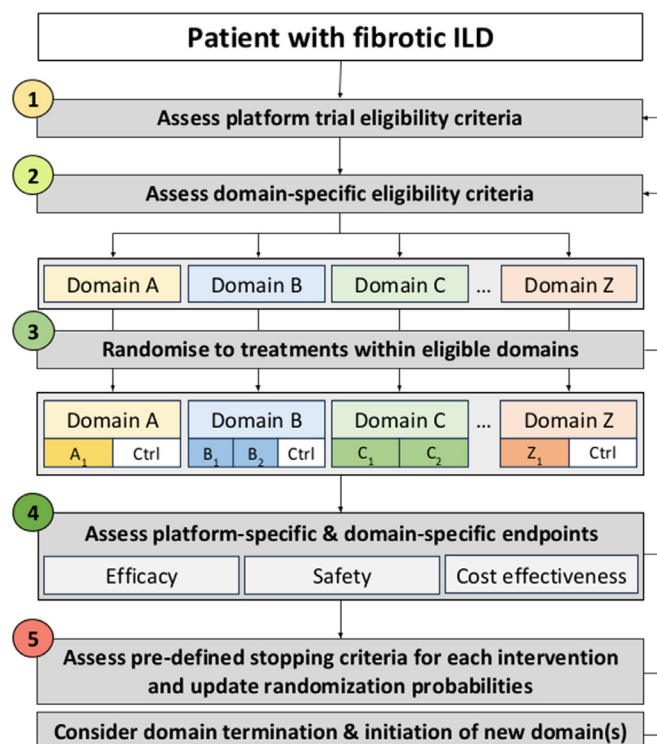 Patient with fibrotic ILD
1
Assess platform trial eligibility criteria
2
Assess domain-specific eligibility criteria
Domain A Domain B Domain C ... Domain Z
3
Randomise to treatments within eligible domains
Domain A Domain B Domain C ... Domain Z
A1 Ctrl B1 B2 Ctrl C1 C2 Z1 Ctrl
4
Assess platform-specific & domain-specific endpoints
Efficacy Safety Cost effectiveness
5
Assess pre-defined stopping criteria for each intervention
and update randomization probabilities
Consider domain termination & initiation of new domain(s)